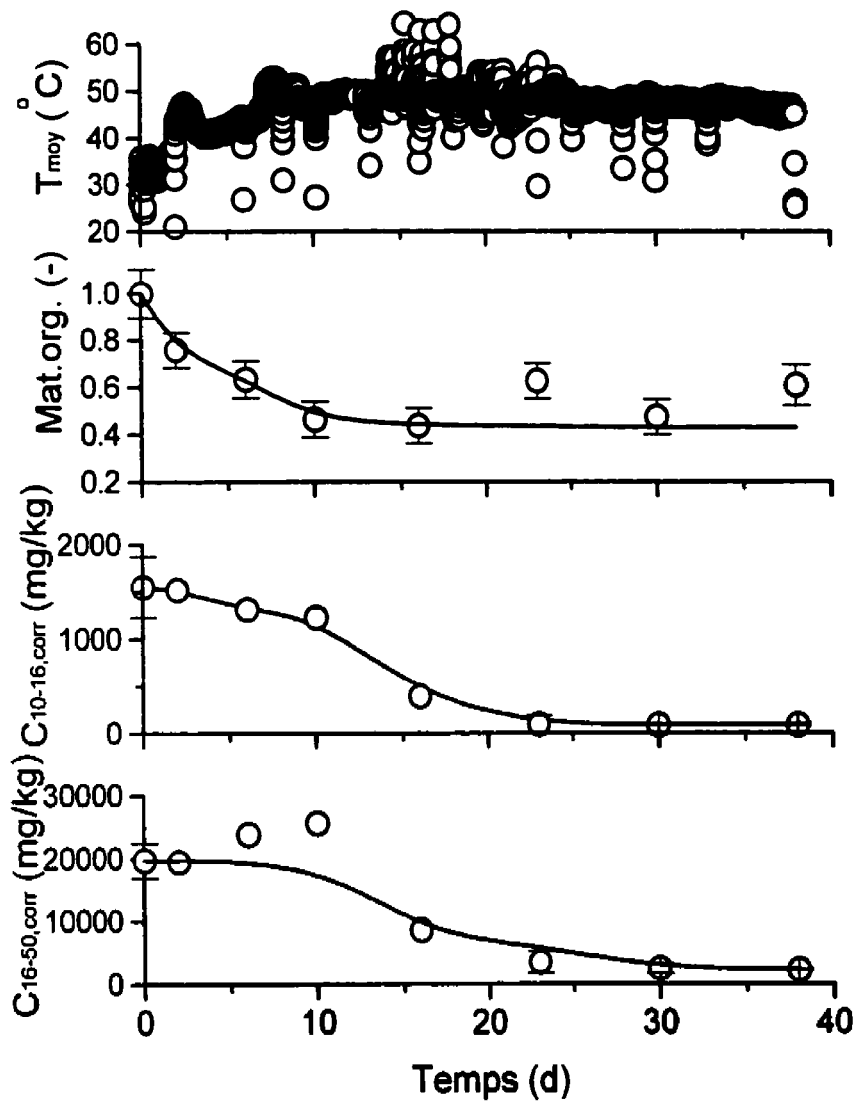 T moy (°C)
60
50
40
30
20
Mat.org. (-)
1.0
0.8
0.6
0.4
0.2
C10-16,corr (mg/kg)
2000
1000
0
C16-50,corr (mg/kg)
30000
20000
10000
0
0 10 20 30 40
Temps (d)